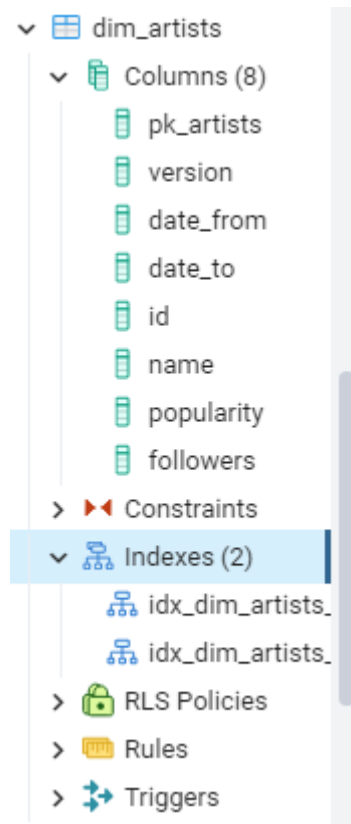 dim_artists
Columns (8)
pk_artists
version
date_from
date_to
id
name
popularity
followers
Constraints
Indexes (2)
idx_dim_artists_
idx_dim_artists_
RLS Policies
Rules
Triggers